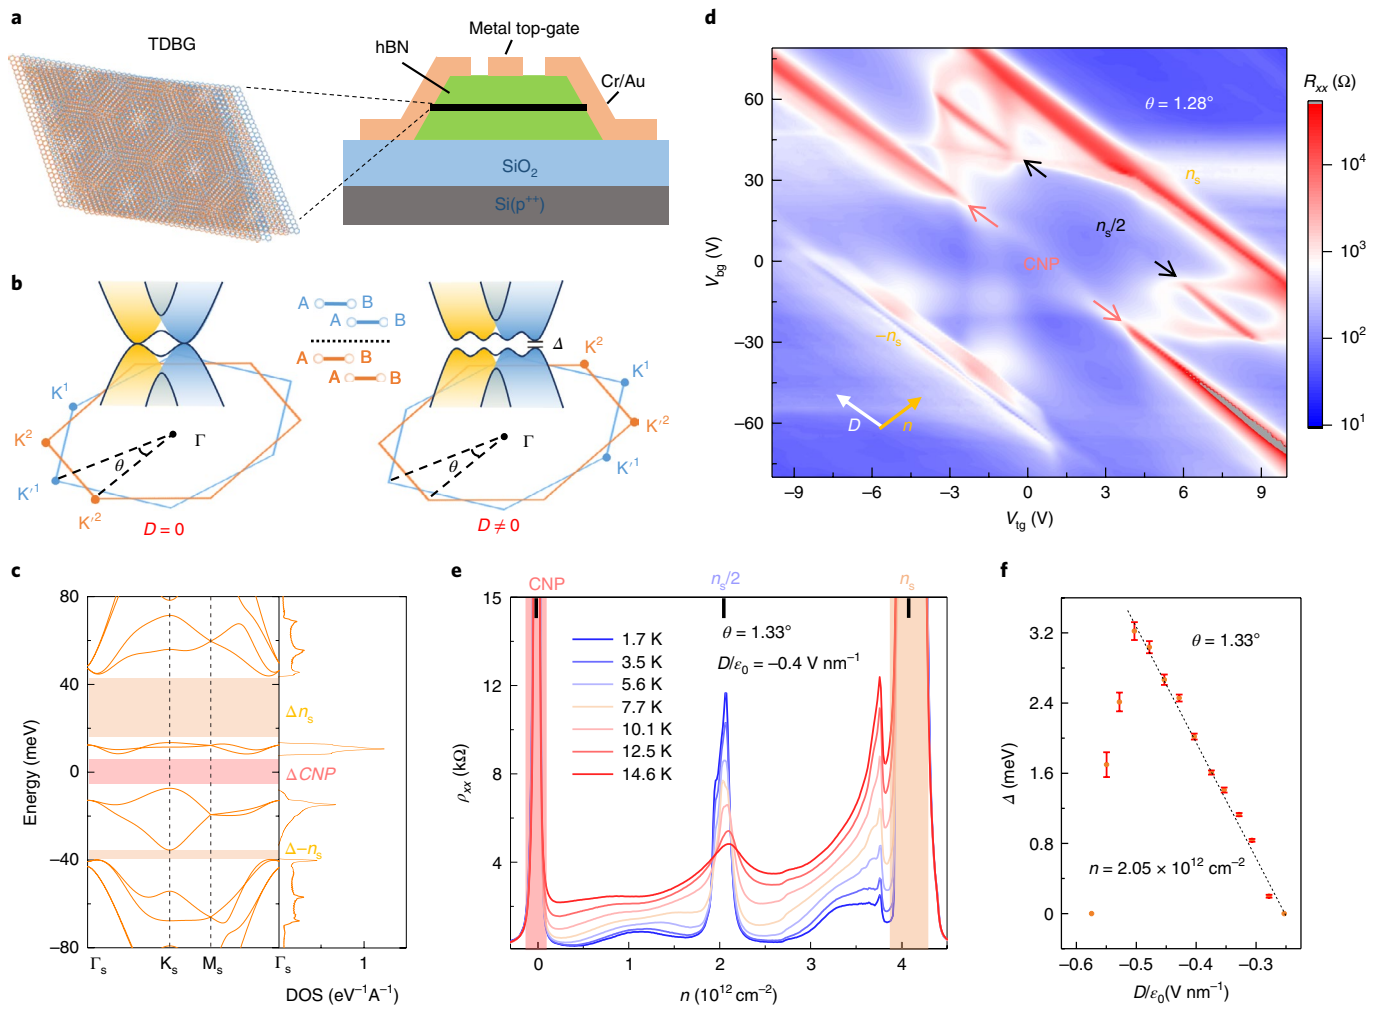 a
TDBG
hBN
Metal top-gate
Cr/Au
SiO2
Si(p++)
b
A B
A B
A B
A B
Δ
K1
K2
K′1
K′2
Γ
θ
D = 0
K2
K1
K′2
K′1
Γ
θ
D ≠ 0
c
80
40
0
−40
−80
Energy (meV)
Δns
ΔCNP
Δ−ns
Γs Ks Ms Γs 1
DOS (eV−1A−1)
d
θ = 1.28°
ns
ns/2
CNP
−ns
D n
60
30
0
−30
−60
Vbg (V)
−9 −6 −3 0 3 6 9
Vtg (V)
Rxx (Ω)
104
103
102
101
e
CNP ns/2 ns
15
12
8
4
ρxx (kΩ)
θ = 1.33°
D/ε0 = −0.4 V nm−1
1.7 K
3.5 K
5.6 K
7.7 K
10.1 K
12.5 K
14.6 K
0 1 2 3 4
n (1012 cm−2)
f
3.2
2.4
1.6
0.8
0
Δ (meV)
θ = 1.33°
n = 2.05 × 1012 cm−2
−0.6 −0.5 −0.4 −0.3
D/ε0(V nm−1)